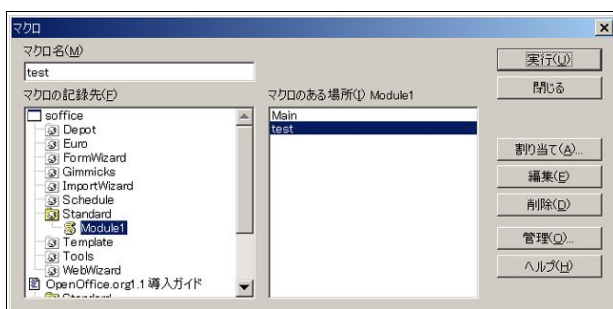 マクロ
マクロ名(M)
test
マクロの記録先(F)
soffice
Depot
Euro
FormWizard
Gimmicks
ImportWizard
Schedule
Standard
Module1
Template
Tools
WebWizard
OpenOffice.org1.1 導入ガイド
Standard
マクロのある場所(I) Module1
Main
test
実行(U)
閉じる
割り当て(A)...
編集(E)
削除(D)
管理(O)...
ヘルプ(H)